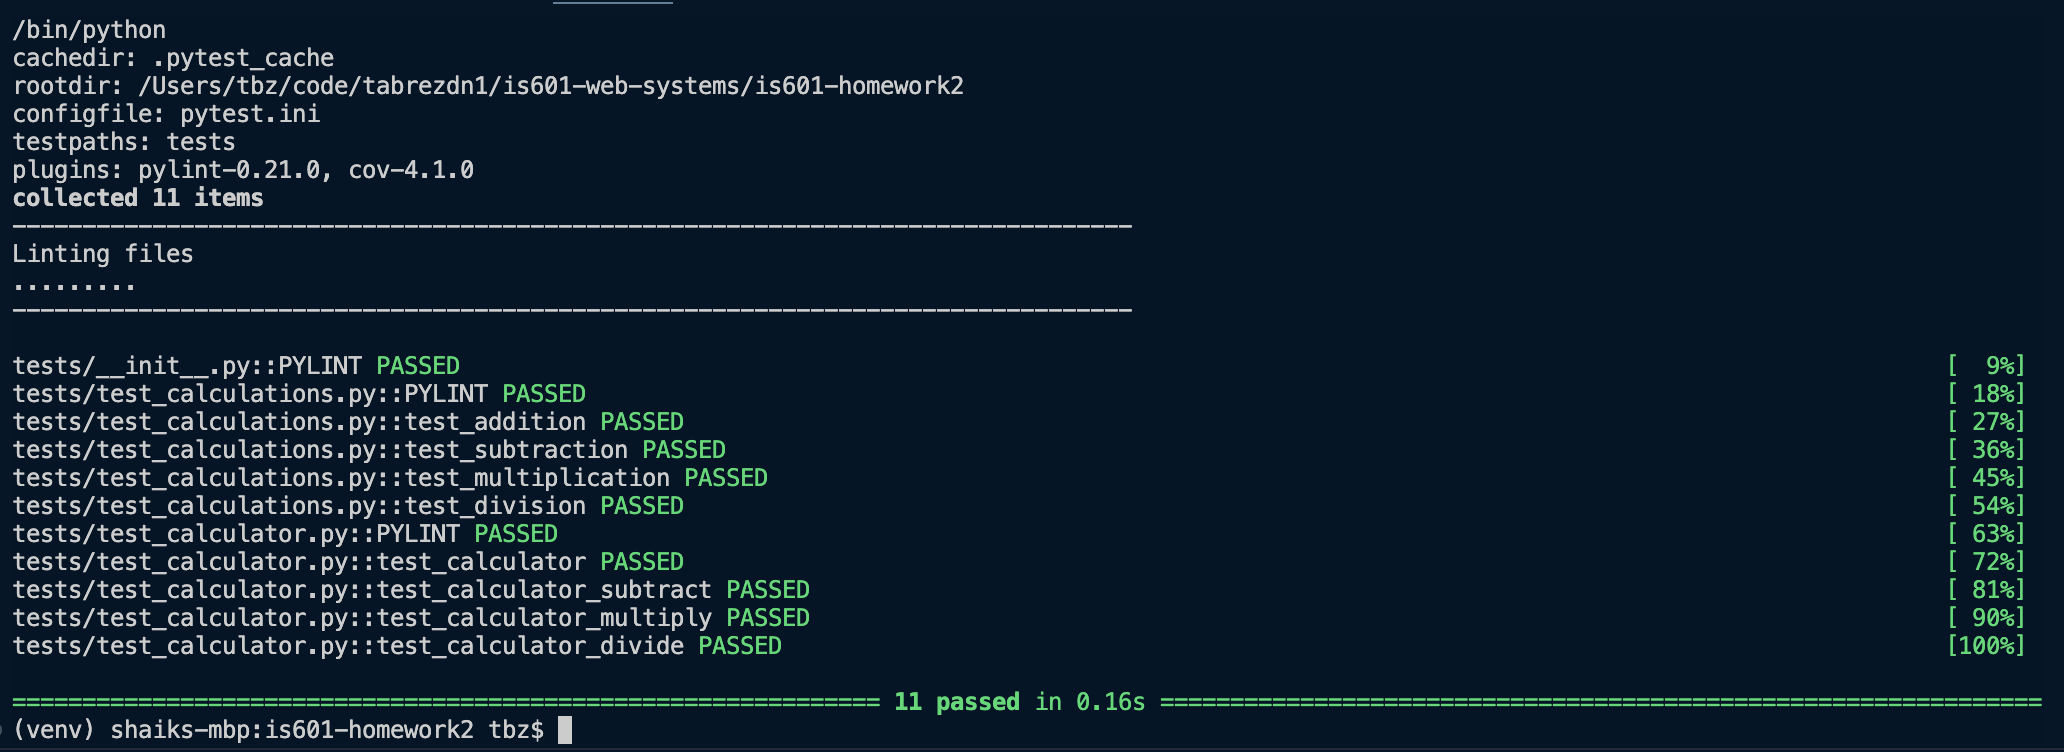 /bin/python
cachedir: .pytest_cache
rootdir: /Users/tbz/code/tabrezdn1/is601-web-systems/is601-homework2
configfile: pytest.ini
testpaths: tests
plugins: pylint-0.21.0, cov-4.1.0
collected 11 items
--------------------------------------------------------------------------------
Linting files
.........
--------------------------------------------------------------------------------
tests/__init__.py::PYLINT PASSED [  9%]
tests/test_calculations.py::PYLINT PASSED [ 18%]
tests/test_calculations.py::test_addition PASSED [ 27%]
tests/test_calculations.py::test_subtraction PASSED [ 36%]
tests/test_calculations.py::test_multiplication PASSED [ 45%]
tests/test_calculations.py::test_division PASSED [ 54%]
tests/test_calculator.py::PYLINT PASSED [ 63%]
tests/test_calculator.py::test_calculator PASSED [ 72%]
tests/test_calculator.py::test_calculator_subtract PASSED [ 81%]
tests/test_calculator.py::test_calculator_multiply PASSED [ 90%]
tests/test_calculator.py::test_calculator_divide PASSED [100%]
============================================================== 11 passed in 0.16s ===============================================================
(venv) shaiks-mbp:is601-homework2 tbz$